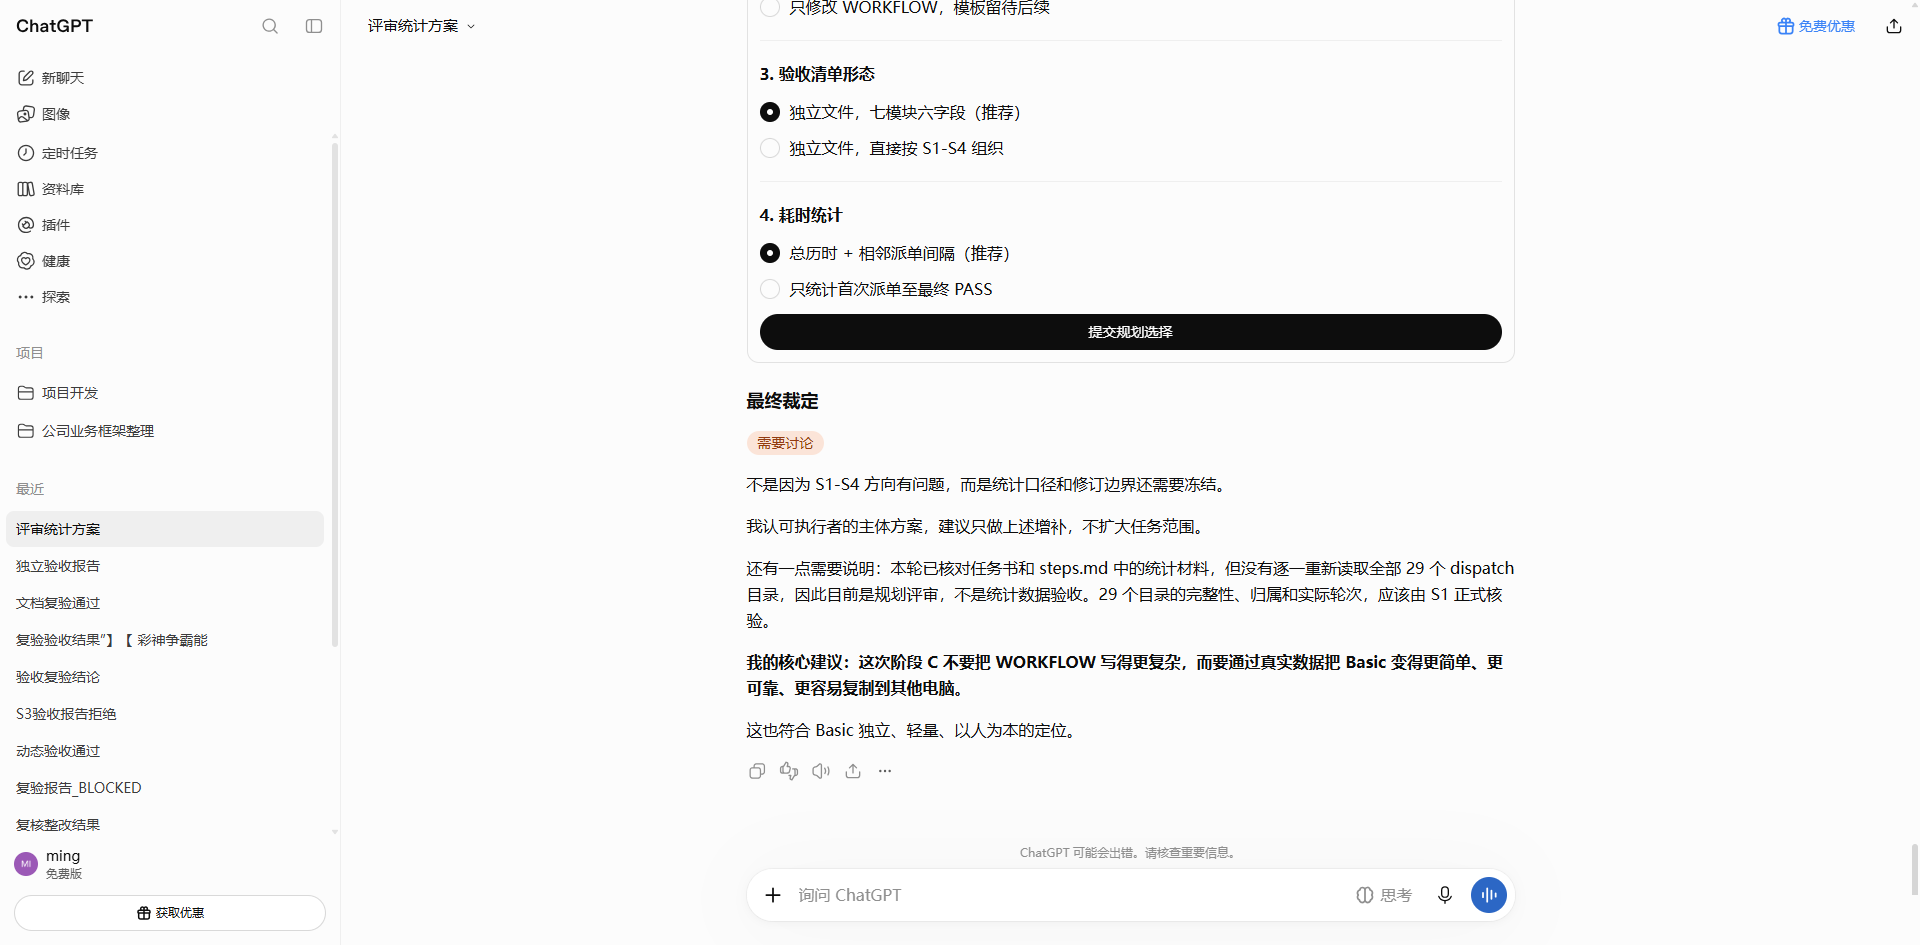 ChatGPT
新聊天
图像
定时任务
资料库
插件
健康
探索
项目
项目开发
公司业务框架整理
最近
评审统计方案
独立验收报告
文档复验通过
复验验收结果”】【 彩神争霸能
验收复验结论
S3验收报告拒绝
动态验收通过
复验报告_BLOCKED
复核整改结果
MI
ming
免费版
获取优惠
评审统计方案
免费优惠
只修改 WORKFLOW，模板留待后续
3. 验收清单形态
独立文件，七模块六字段（推荐）
独立文件，直接按 S1-S4 组织
4. 耗时统计
总历时 + 相邻派单间隔（推荐）
只统计首次派单至最终 PASS
提交规划选择
最终裁定
需要讨论
不是因为 S1-S4 方向有问题，而是统计口径和修订边界还需要冻结。
我认可执行者的主体方案，建议只做上述增补，不扩大任务范围。
还有一点需要说明：本轮已核对任务书和 steps.md 中的统计材料，但没有逐一重新读取全部 29 个 dispatch
目录，因此目前是规划评审，不是统计数据验收。29 个目录的完整性、归属和实际轮次，应该由 S1 正式核
验。
我的核心建议：这次阶段 C 不要把 WORKFLOW 写得更复杂，而要通过真实数据把 Basic 变得更简单、更
可靠、更容易复制到其他电脑。
这也符合 Basic 独立、轻量、以人为本的定位。
ChatGPT 可能会出错。请核查重要信息。
询问 ChatGPT
思考